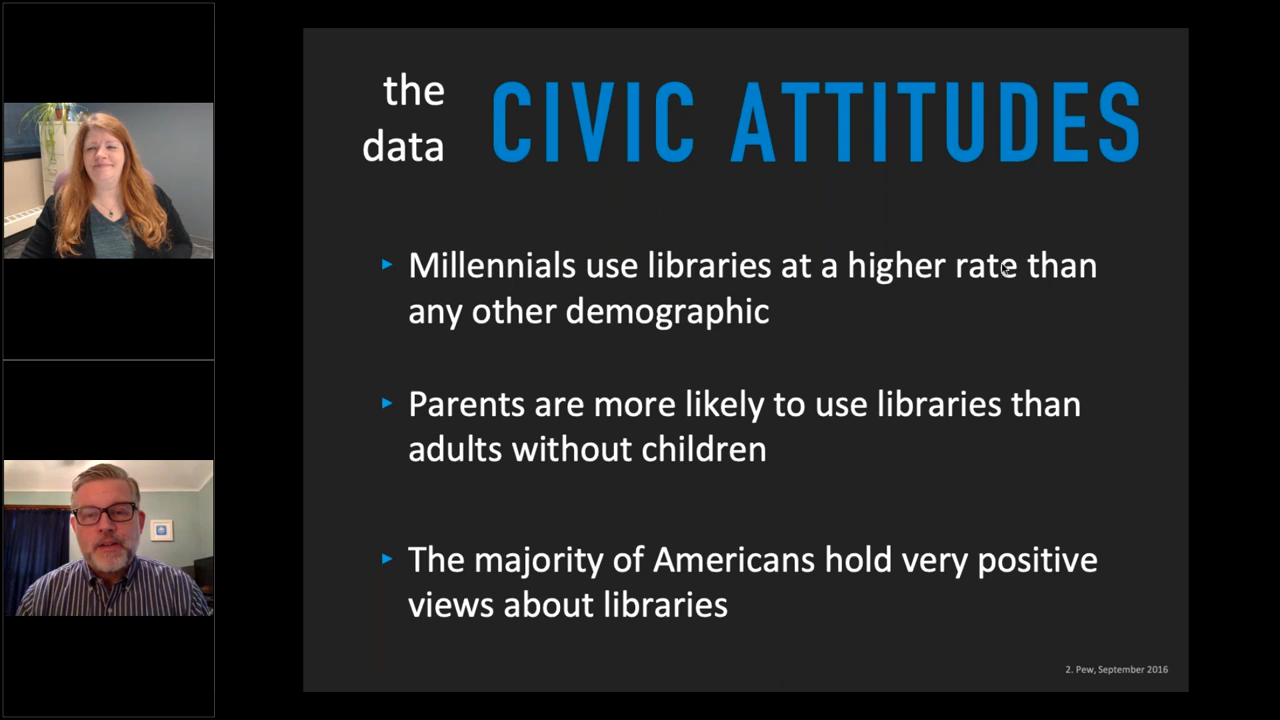 the
data
CIVIC ATTITUDES
Millennials use libraries at a higher rate than
any other demographic
Parents are more likely to use libraries than
adults without children
The majority of Americans hold very positive
views about libraries
2. Pew, September 2016